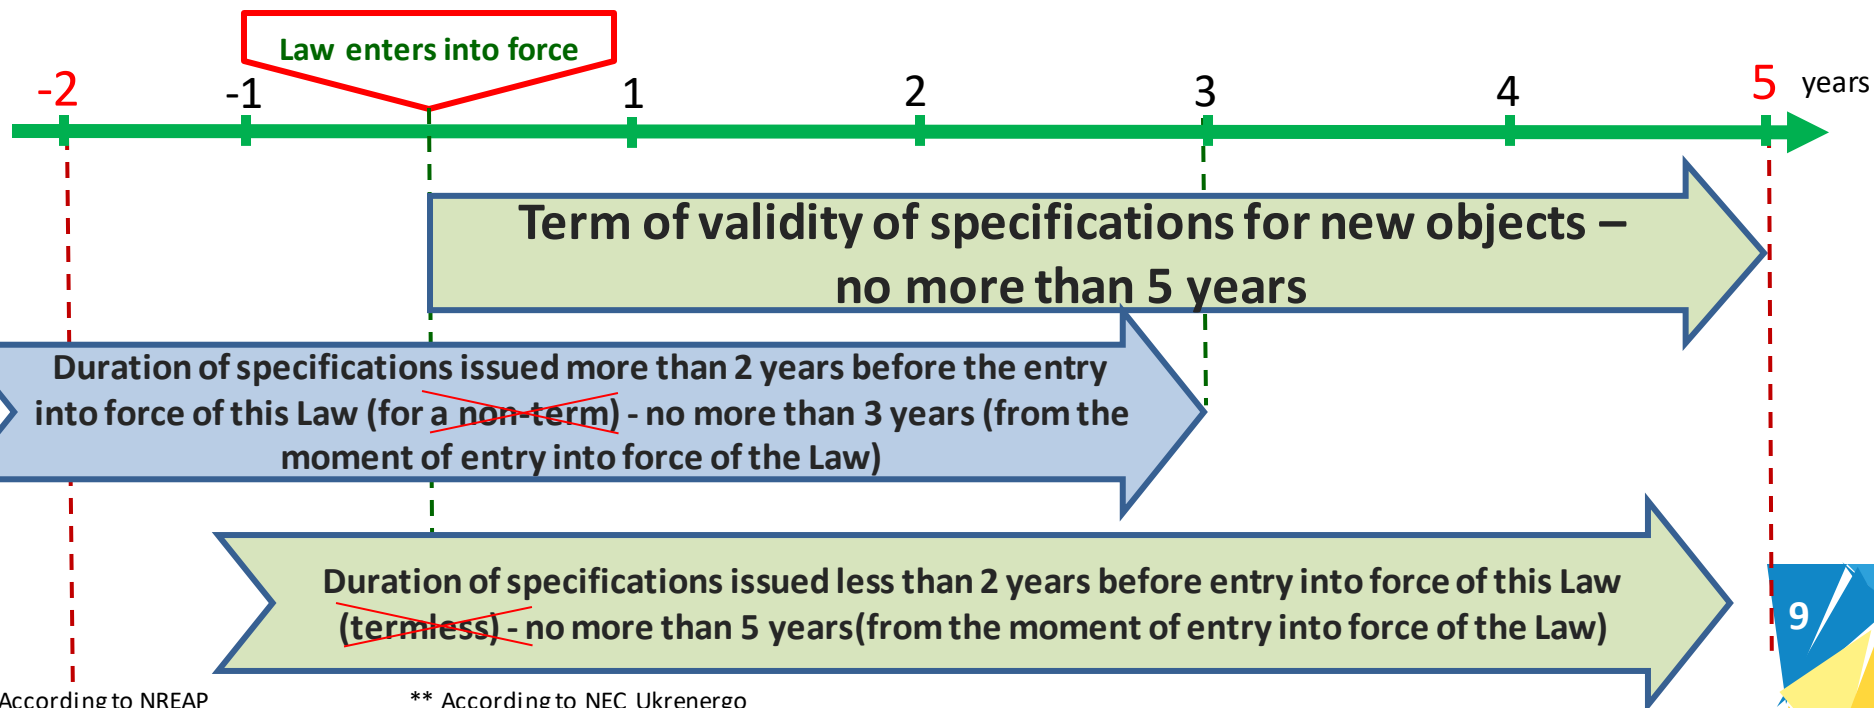 Law enters into force
-2 -1 1 2 3 4 5 years
Term of validity of specifications for new objects –
no more than 5 years
Duration of specifications issued more than 2 years before the entry
into force of this Law (for a non-term) - no more than 3 years (from the
moment of entry into force of the Law)
Duration of specifications issued less than 2 years before entry into force of this Law
(termless) - no more than 5 years(from the moment of entry into force of the Law)
9
According to NREAP ** According to NEC Ukrenergo